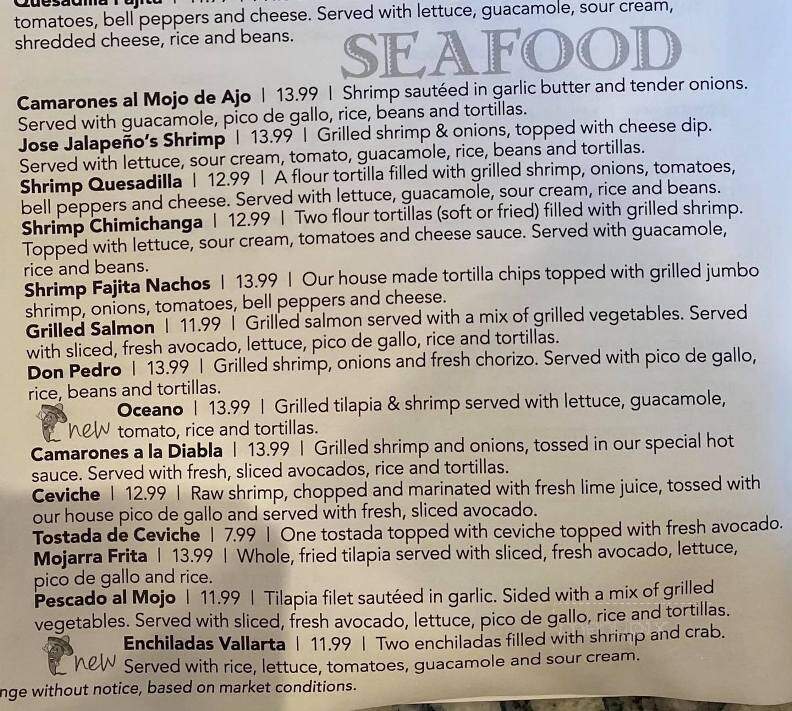 Quesadilla Fajita
tomatoes, bell peppers and cheese. Served with lettuce, guacamole, sour cream,
shredded cheese, rice and beans.
SEAFOOD
Camarones al Mojo de Ajo | 13.99 | Shrimp sautéed in garlic butter and tender onions.
Served with guacamole, pico de gallo, rice, beans and tortillas.
Jose Jalapeño's Shrimp | 13.99 | Grilled shrimp & onions, topped with cheese dip.
Served with lettuce, sour cream, tomato, guacamole, rice, beans and tortillas.
Shrimp Quesadilla | 12.99 | A flour tortilla filled with grilled shrimp, onions, tomatoes,
bell peppers and cheese. Served with lettuce, guacamole, sour cream, rice and beans.
Shrimp Chimichanga | 12.99 | Two flour tortillas (soft or fried) filled with grilled shrimp.
Topped with lettuce, sour cream, tomatoes and cheese sauce. Served with guacamole,
rice and beans.
Shrimp Fajita Nachos | 13.99 | Our house made tortilla chips topped with grilled jumbo
shrimp, onions, tomatoes, bell peppers and cheese.
Grilled Salmon | 11.99 | Grilled salmon served with a mix of grilled vegetables. Served
with sliced, fresh avocado, lettuce, pico de gallo, rice and tortillas.
Don Pedro | 13.99 | Grilled shrimp, onions and fresh chorizo. Served with pico de gallo,
rice, beans and tortillas.
Oceano | 13.99 | Grilled tilapia & shrimp served with lettuce, guacamole,
new tomato, rice and tortillas.
Camarones a la Diabla | 13.99 | Grilled shrimp and onions, tossed in our special hot
sauce. Served with fresh, sliced avocados, rice and tortillas.
Ceviche | 12.99 | Raw shrimp, chopped and marinated with fresh lime juice, tossed with
our house pico de gallo and served with fresh, sliced avocado.
Tostada de Ceviche | 7.99 | One tostada topped with ceviche topped with fresh avocado.
Mojarra Frita | 13.99 | Whole, fried tilapia served with sliced, fresh avocado, lettuce,
pico de gallo and rice.
Pescado al Mojo | 11.99 | Tilapia filet sautéed in garlic. Sided with a mix of grilled
vegetables. Served with sliced, fresh avocado, lettuce, pico de gallo, rice and tortillas.
Enchiladas Vallarta | 11.99 | Two enchiladas filled with shrimp and crab.
new Served with rice, lettuce, tomatoes, guacamole and sour cream.
nge without notice, based on market conditions.